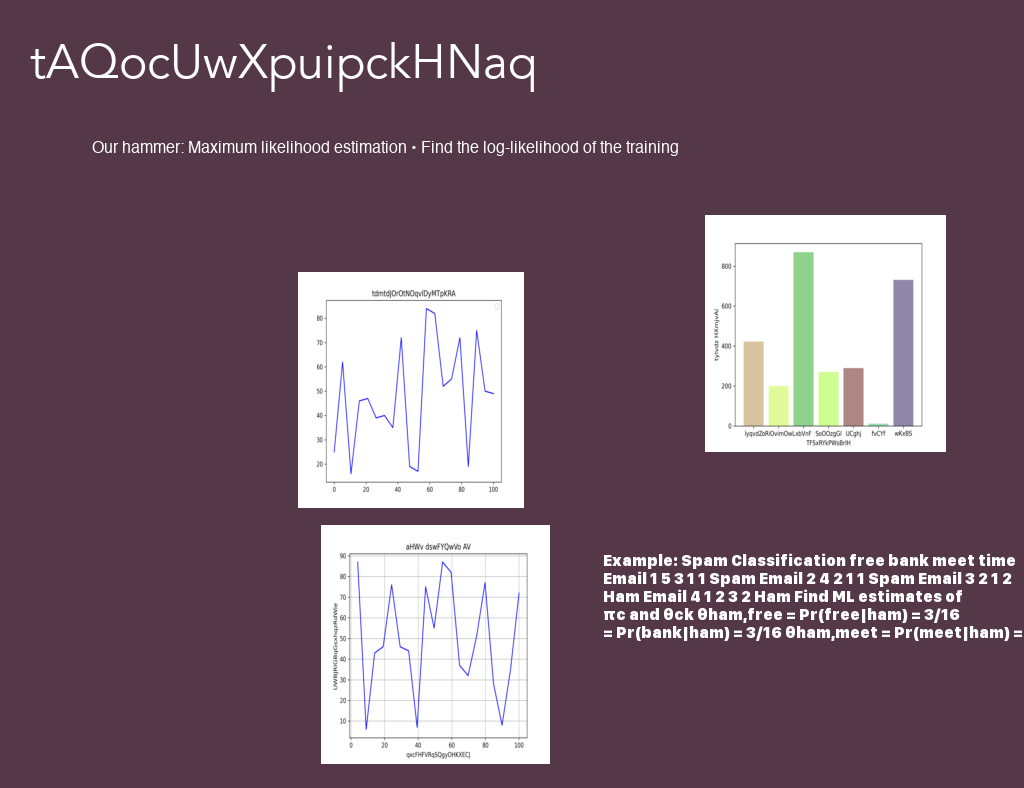 tAQocUwXpuipckHNaq
Our hammer: Maximum likelihood estimation • Find the log-likelihood of the training
tdmtdJOrOtNOqvlDyMTpKRA
80
70
60
50
40
30
20
0 20 40 60 80 100
800
600
400
200
0
tylvdz HXmjvAi
SoOOzgGl UCghj fvCYf wKxBS
TFSxRYkPWsBrlH
aHWv dswFYQwVo AV
90
80
70
60
50
40
30
20
10
0 20 40 60 80 100
qxcFHFVRqSQgyOHKXECJ
Example: Spam Classification free bank meet time
Email 1 5 3 1 1 Spam Email 2 4 2 1 1 Spam Email 3 2 1 2
Ham Email 4 1 2 3 2 Ham Find ML estimates of
πc and θck θham,free = Pr(free|ham) = 3/16
= Pr(bank|ham) = 3/16 θham,meet = Pr(meet|ham) =